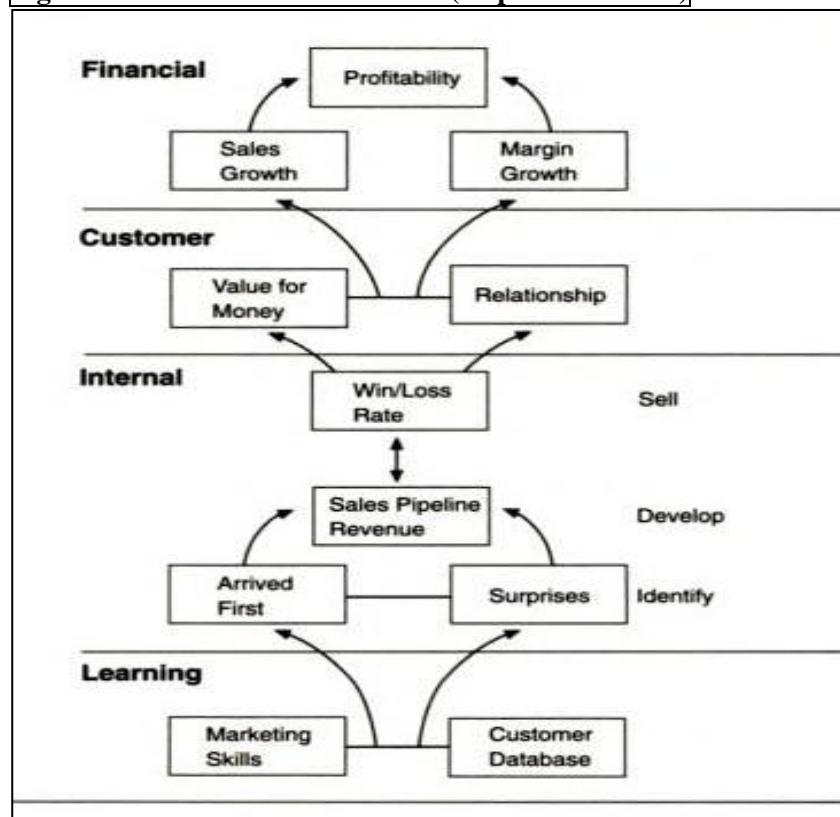 Financial
Profitability
Sales
Growth
Margin
Growth
Customer
Value for
Money
Relationship
Internal
Win/Loss
Rate
Sell
Sales Pipeline
Revenue
Develop
Arrived
First
Surprises
Identify
Learning
Marketing
Skills
Customer
Database